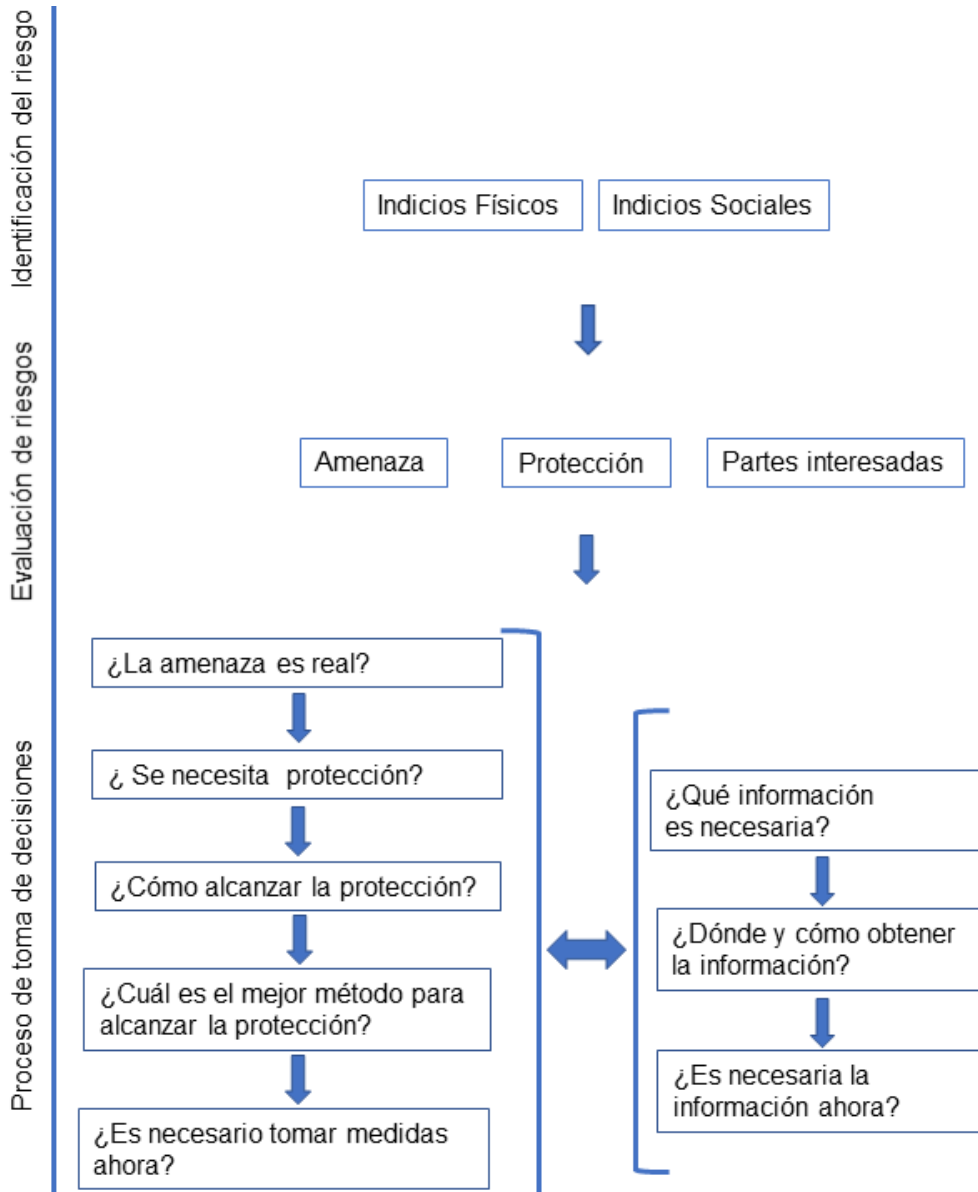 Identificación del riesgo
Indicios Físicos
Indicios Sociales
Evaluación de riesgos
Amenaza
Protección
Partes interesadas
Proceso de toma de decisiones
¿La amenaza es real?
¿ Se necesita protección?
¿Cómo alcanzar la protección?
¿Cuál es el mejor método para
alcanzar la protección?
¿Es necesario tomar medidas
ahora?
¿Qué información
es necesaria?
¿Dónde y cómo obtener
la información?
¿Es necesaria la
información ahora?